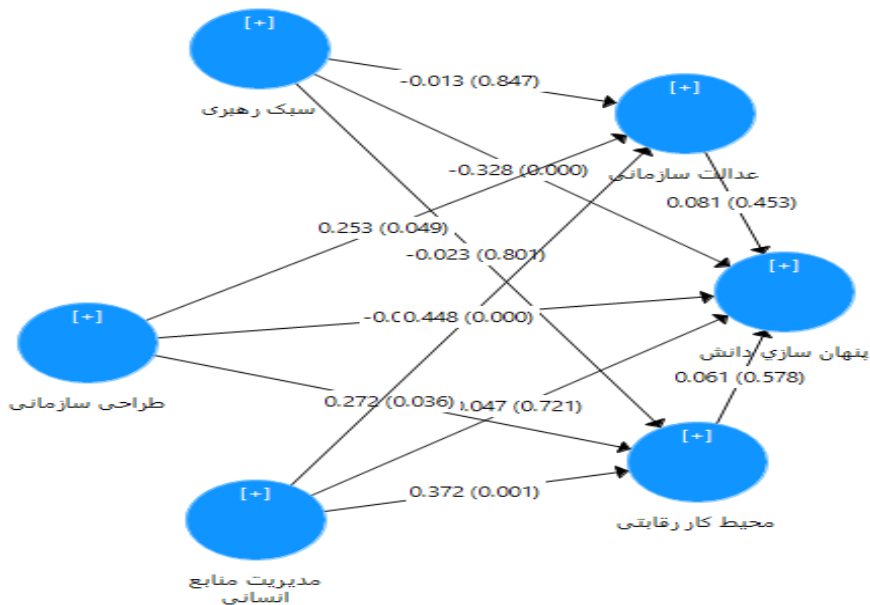 [+]
سبک رهبری
-0.013 (0.847)
[+]
عدالت سازمانی
-0.328 (0.000)
0.081 (0.453)
0.253 (0.049)
-0.023 (0.801)
[+]
پنهان سازي دانش
[+]
طراحی سازمانی
0.448 (0.000)
0.061 (0.578)
0.272 (0.036)
0.047 (0.721)
[+]
محیط کار رقابتی
0.372 (0.001)
[+]
مدیریت منابع
انسانی